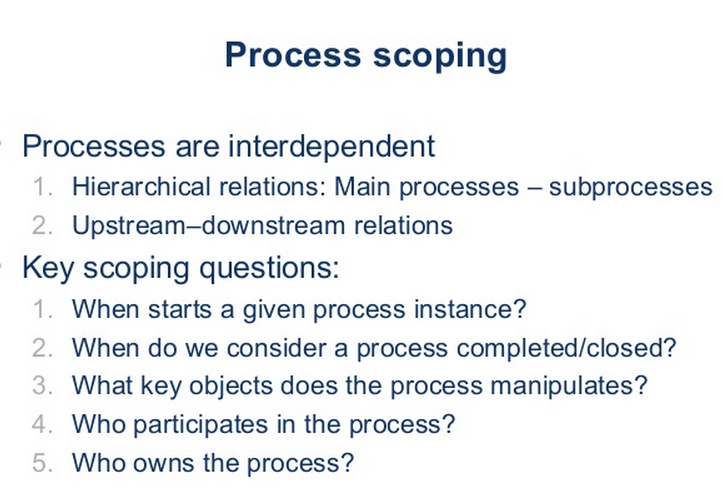 Process scoping
• Processes are interdependent
1. Hierarchical relations: Main processes – subprocesses
2. Upstream–downstream relations
• Key scoping questions:
1. When starts a given process instance?
2. When do we consider a process completed/closed?
3. What key objects does the process manipulates?
4. Who participates in the process?
5. Who owns the process?